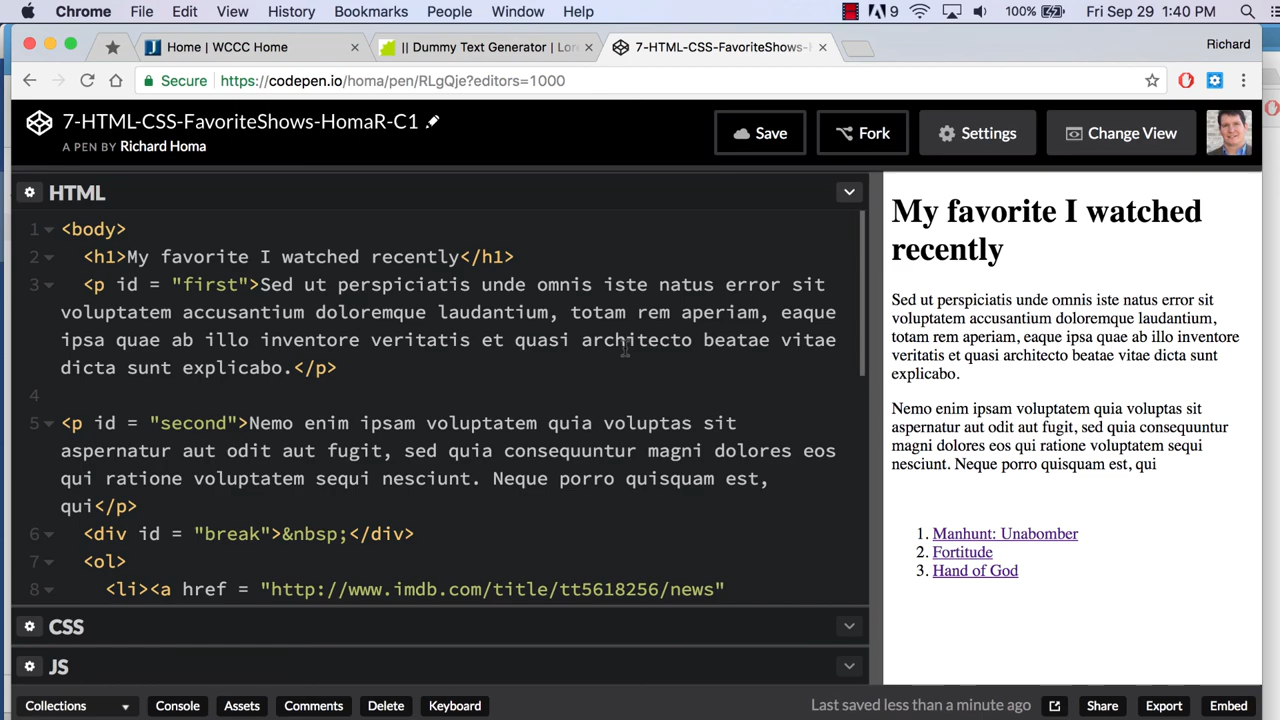 Chrome File Edit View History Bookmarks People Window Help 9 100% Fri Sep 29 1:40 PM
Home | WCCC Home || Dummy Text Generator | Lor 7-HTML-CSS-FavoriteShows-H Richard
Secure https://codepen.io/homa/pen/RLgQje?editors=1000
7-HTML-CSS-FavoriteShows-HomaR-C1
A PEN BY Richard Homa
Save Fork Settings Change View
HTML
1 <body>
2 <h1>My favorite I watched recently</h1>
3 <p id = "first">Sed ut perspiciatis unde omnis iste natus error sit
voluptatem accusantium doloremque laudantium, totam rem aperiam, eaque
ipsa quae ab illo inventore veritatis et quasi architecto beatae vitae
dicta sunt explicabo.</p>
4
5 <p id = "second">Nemo enim ipsam voluptatem quia voluptas sit
aspernatur aut odit aut fugit, sed quia consequuntur magni dolores eos
qui ratione voluptatem sequi nesciunt. Neque porro quisquam est,
qui</p>
6 <div id = "break">&nbsp;</div>
7 <ol>
8 <li><a href = "http://www.imdb.com/title/tt5618256/news"
CSS
JS
My favorite I watched
recently
Sed ut perspiciatis unde omnis iste natus error sit
voluptatem accusantium doloremque laudantium,
totam rem aperiam, eaque ipsa quae ab illo inventore
veritatis et quasi architecto beatae vitae dicta sunt
explicabo.
Nemo enim ipsam voluptatem quia voluptas sit
aspernatur aut odit aut fugit, sed quia consequuntur
magni dolores eos qui ratione voluptatem sequi
nesciunt. Neque porro quisquam est, qui
1. Manhunt: Unabomber
2. Fortitude
3. Hand of God
Collections Console Assets Comments Delete Keyboard Last saved less than a minute ago Share Export Embed